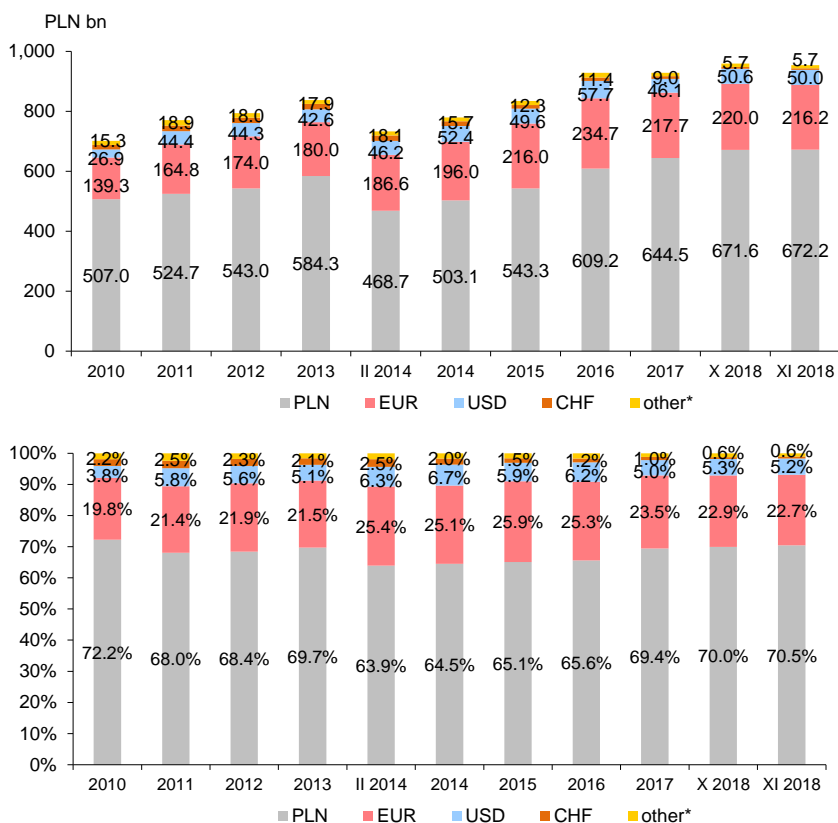 PLN bn
1,000
800
600
400
200
0
15.3 18.9 18.0 17.9 18.1 15.7 12.3 11.4 9.0 5.7 5.7
26.9 44.4 44.3 42.6 46.2 52.4 49.6 57.7 46.1 50.6 50.0
139.3 164.8 174.0 180.0 186.6 196.0 216.0 234.7 217.7 220.0 216.2
507.0 524.7 543.0 584.3 468.7 503.1 543.3 609.2 644.5 671.6 672.2
2010 2011 2012 2013 II 2014 2014 2015 2016 2017 X 2018 XI 2018
PLN EUR USD CHF other*
100%
90%
80%
70%
60%
50%
40%
30%
20%
10%
0%
2.2% 2.5% 2.3% 2.1% 2.5% 2.0% 1.5% 1.2% 1.0% 0.6% 0.6%
3.8% 5.8% 5.6% 5.1% 6.3% 6.7% 5.9% 6.2% 5.0% 5.3% 5.2%
19.8% 21.4% 21.9% 21.5% 25.4% 25.1% 25.9% 25.3% 23.5% 22.9% 22.7%
72.2% 68.0% 68.4% 69.7% 63.9% 64.5% 65.1% 65.6% 69.4% 70.0% 70.5%
2010 2011 2012 2013 II 2014 2014 2015 2016 2017 X 2018 XI 2018
PLN EUR USD CHF other*